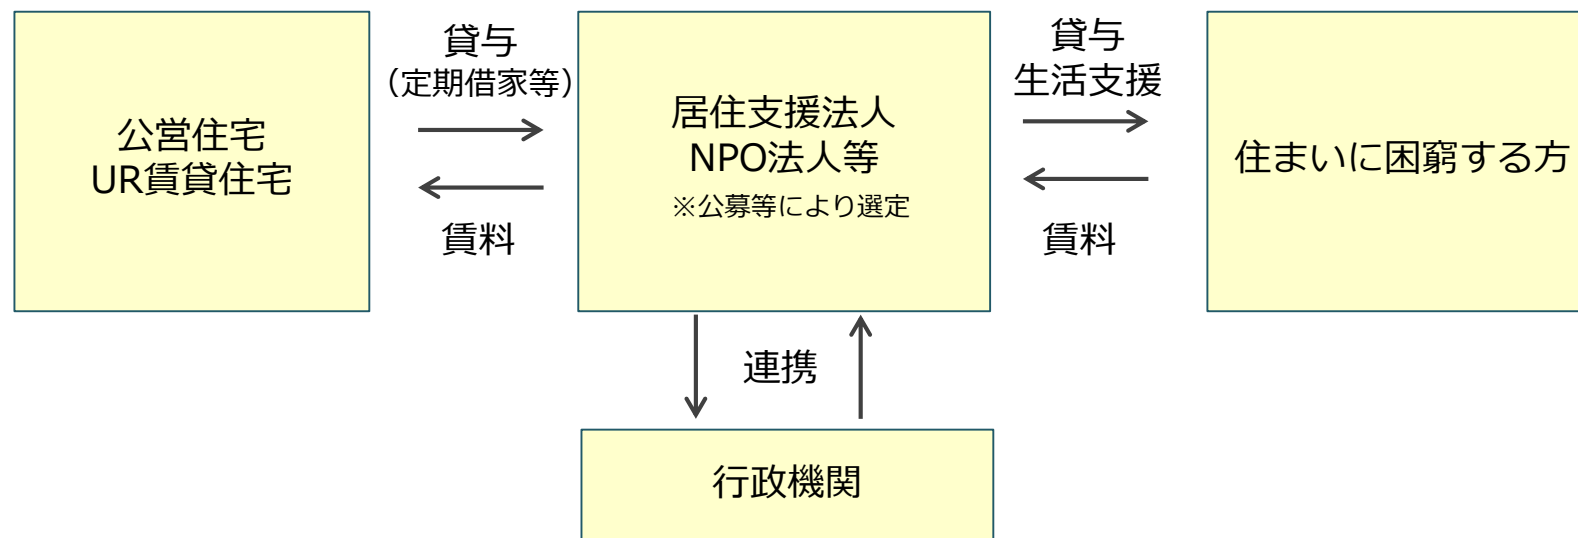 公営住宅
UR賃貸住宅
貸与
（定期借家等）
賃料
居住支援法人
NPO法人等
※公募等により選定
貸与
生活支援
賃料
住まいに困窮する方
連携
行政機関